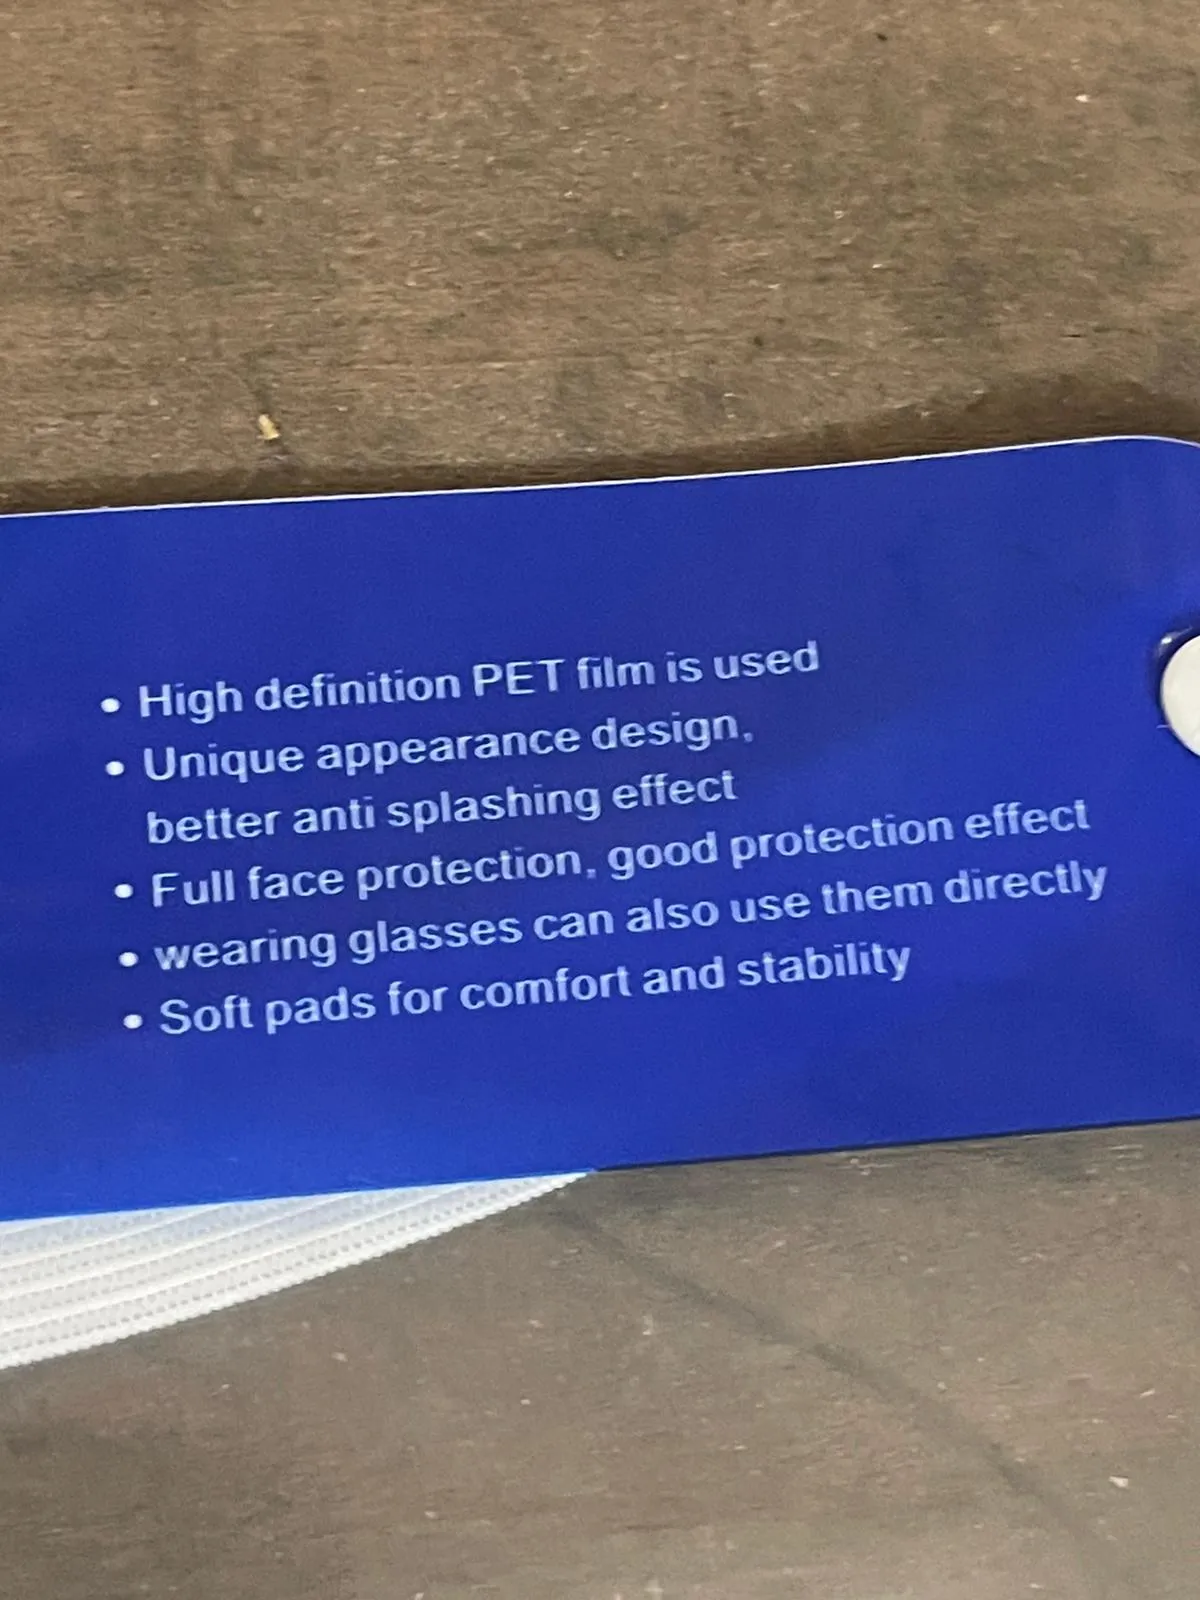 • High definition PET film is used
• Unique appearance design,
better anti splashing effect
• Full face protection, good protection effect
• wearing glasses can also use them directly
• Soft pads for comfort and stability